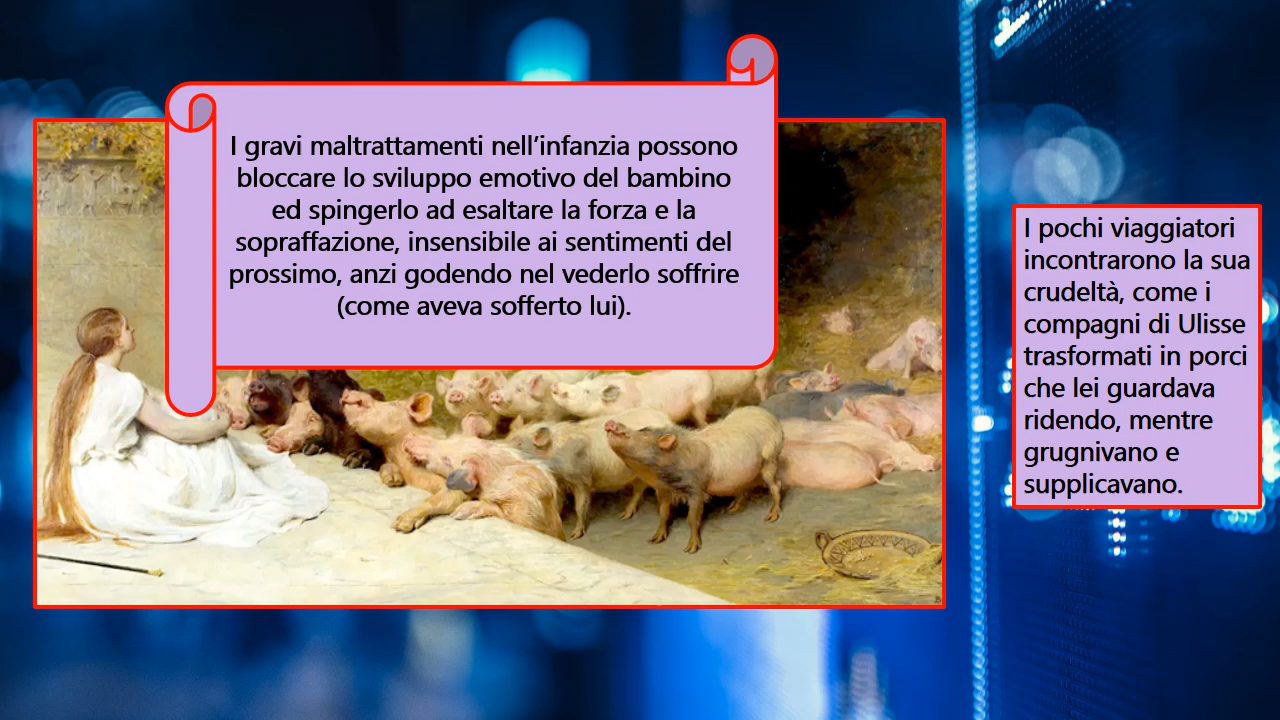 I gravi maltrattamenti nell’infanzia possono
bloccare lo sviluppo emotivo del bambino
ed spingerlo ad esaltare la forza e la
sopraffazione, insensibile ai sentimenti del
prossimo, anzi godendo nel vederlo soffrire
(come aveva sofferto lui).
I pochi viaggiatori
incontrarono la sua
crudeltà, come i
compagni di Ulisse
trasformati in porci
che lei guardava
ridendo, mentre
grugnivano e
supplicavano.